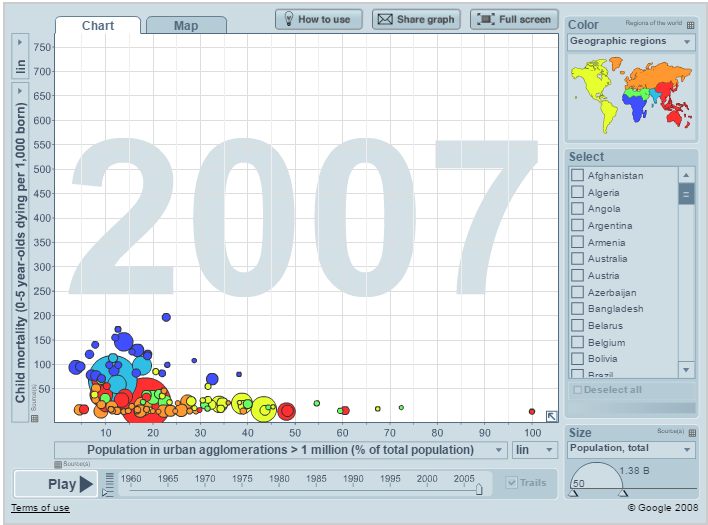 Chart
Map
How to use
Share graph
Full screen
Color
Regions of the world
Geographic regions
lin
Child mortality (0-5 year-olds dying per 1,000 born)
Source(s)
750
700
650
600
550
500
450
400
350
300
250
200
150
100
50
2007
10
20
30
40
50
60
70
80
90
100
Population in urban agglomerations > 1 million (% of total population)
lin
Source(s)
Select
Afghanistan
Algeria
Angola
Argentina
Armenia
Australia
Austria
Azerbaijan
Bangladesh
Belarus
Belgium
Bolivia
Brazil
Deselect all
Size
Source(s)
Population, total
1.38 B
50
Play
1960
1965
1970
1975
1980
1985
1990
1995
2000
2005
Trails
Terms of use
© Google 2008